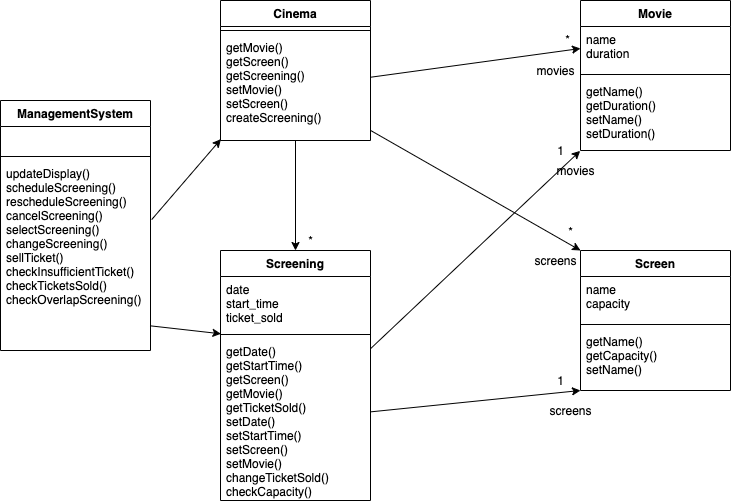 Cinema
getMovie()
getScreen()
getScreening()
setMovie()
setScreen()
createScreening()
Movie
name
duration
getName()
getDuration()
setName()
setDuration()
*
movies
ManagementSystem
updateDisplay()
scheduleScreening()
rescheduleScreening()
cancelScreening()
selectScreening()
changeScreening()
sellTicket()
checkInsufficientTicket()
checkTicketsSold()
checkOverlapScreening()
1
movies
*
*
screens
Screening
date
start_time
ticket_sold
getDate()
getStartTime()
getScreen()
getMovie()
getTicketSold()
setDate()
setStartTime()
setScreen()
setMovie()
changeTicketSold()
checkCapacity()
Screen
name
capacity
getName()
getCapacity()
setName()
1
screens